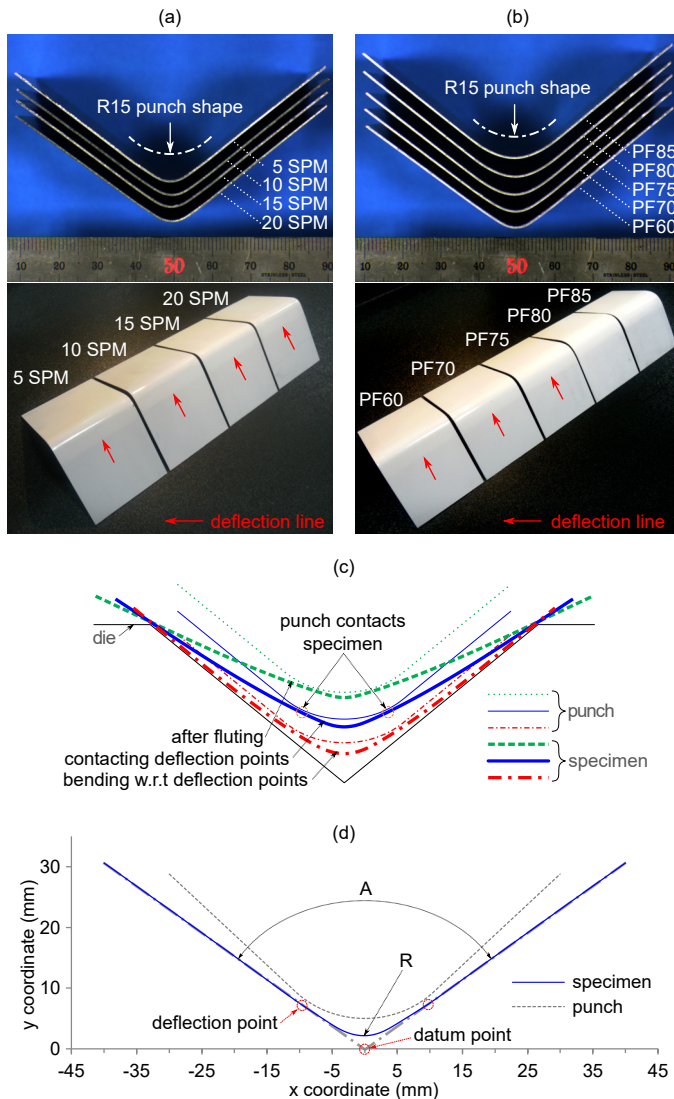 (a)
R15 punch shape
5 SPM
10 SPM
15 SPM
20 SPM
10 20 30 40 50 60 70 80 90
STAINLESS STEEL
20 SPM
15 SPM
10 SPM
5 SPM
deflection line
(b)
R15 punch shape
PF85
PF80
PF75
PF70
PF60
10 20 30 40 50 60 70 80 90
STAINLESS STEEL
PF85
PF80
PF75
PF70
PF60
deflection line
(c)
punch contacts
specimen
die
after fluting
contacting deflection points
bending w.r.t deflection points
punch
specimen
(d)
30
20
10
0
y coordinate (mm)
A
R
specimen
punch
deflection point
datum point
-45 -35 -25 -15 -5 5 15 25 35 45
x coordinate (mm)